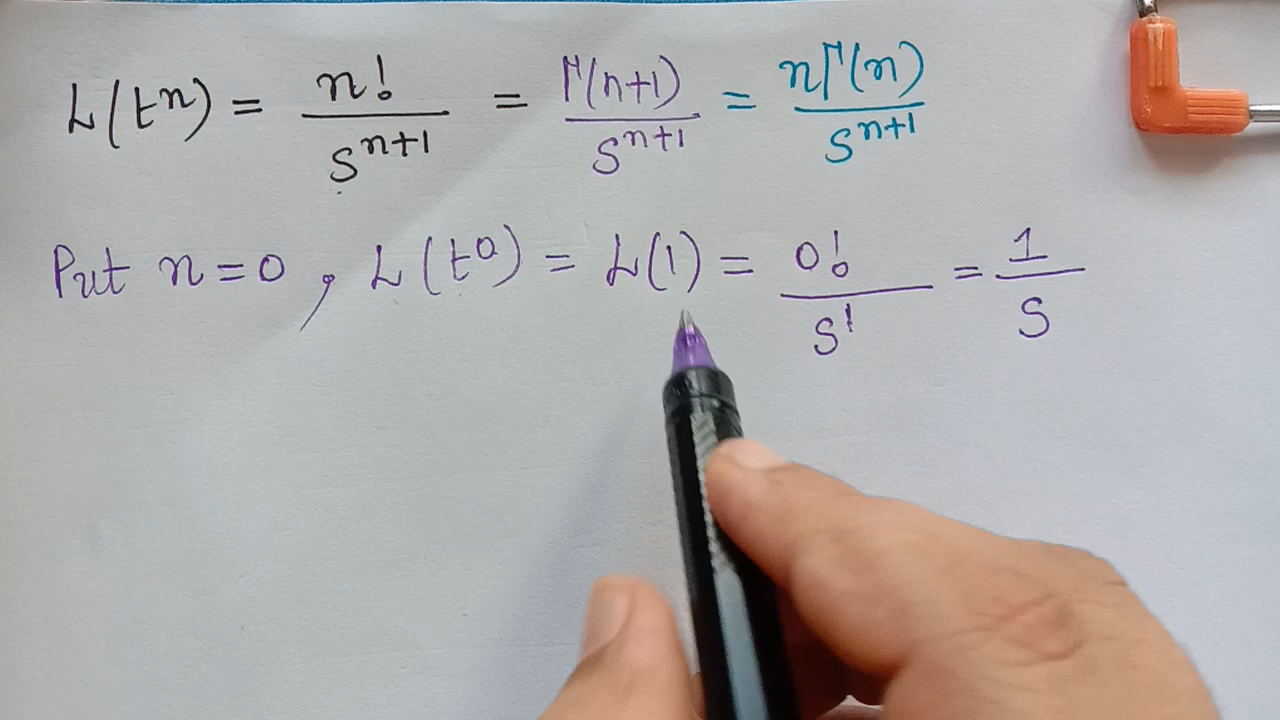 L(tⁿ) = n!/sⁿ⁺¹ = Γ(n+1)/sⁿ⁺¹ = nΓ(n)/sⁿ⁺¹
Put n=0, L(t⁰) = L(1) = 0!/s¹ = 1/s